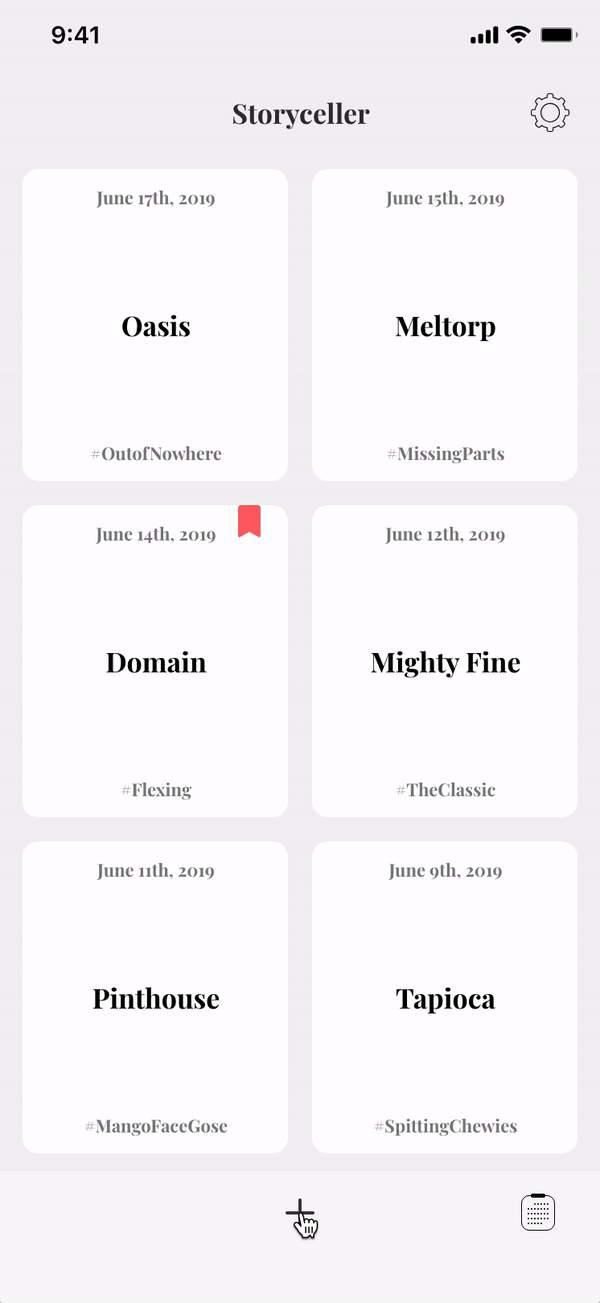 9:41
Storyceller
June 17th, 2019
Oasis
#OutofNowhere
June 15th, 2019
Meltorp
#MissingParts
June 14th, 2019
Domain
#Flexing
June 12th, 2019
Mighty Fine
#TheClassic
June 11th, 2019
Pinthouse
#MangoFaceGose
June 9th, 2019
Tapioca
#SpittingChewies